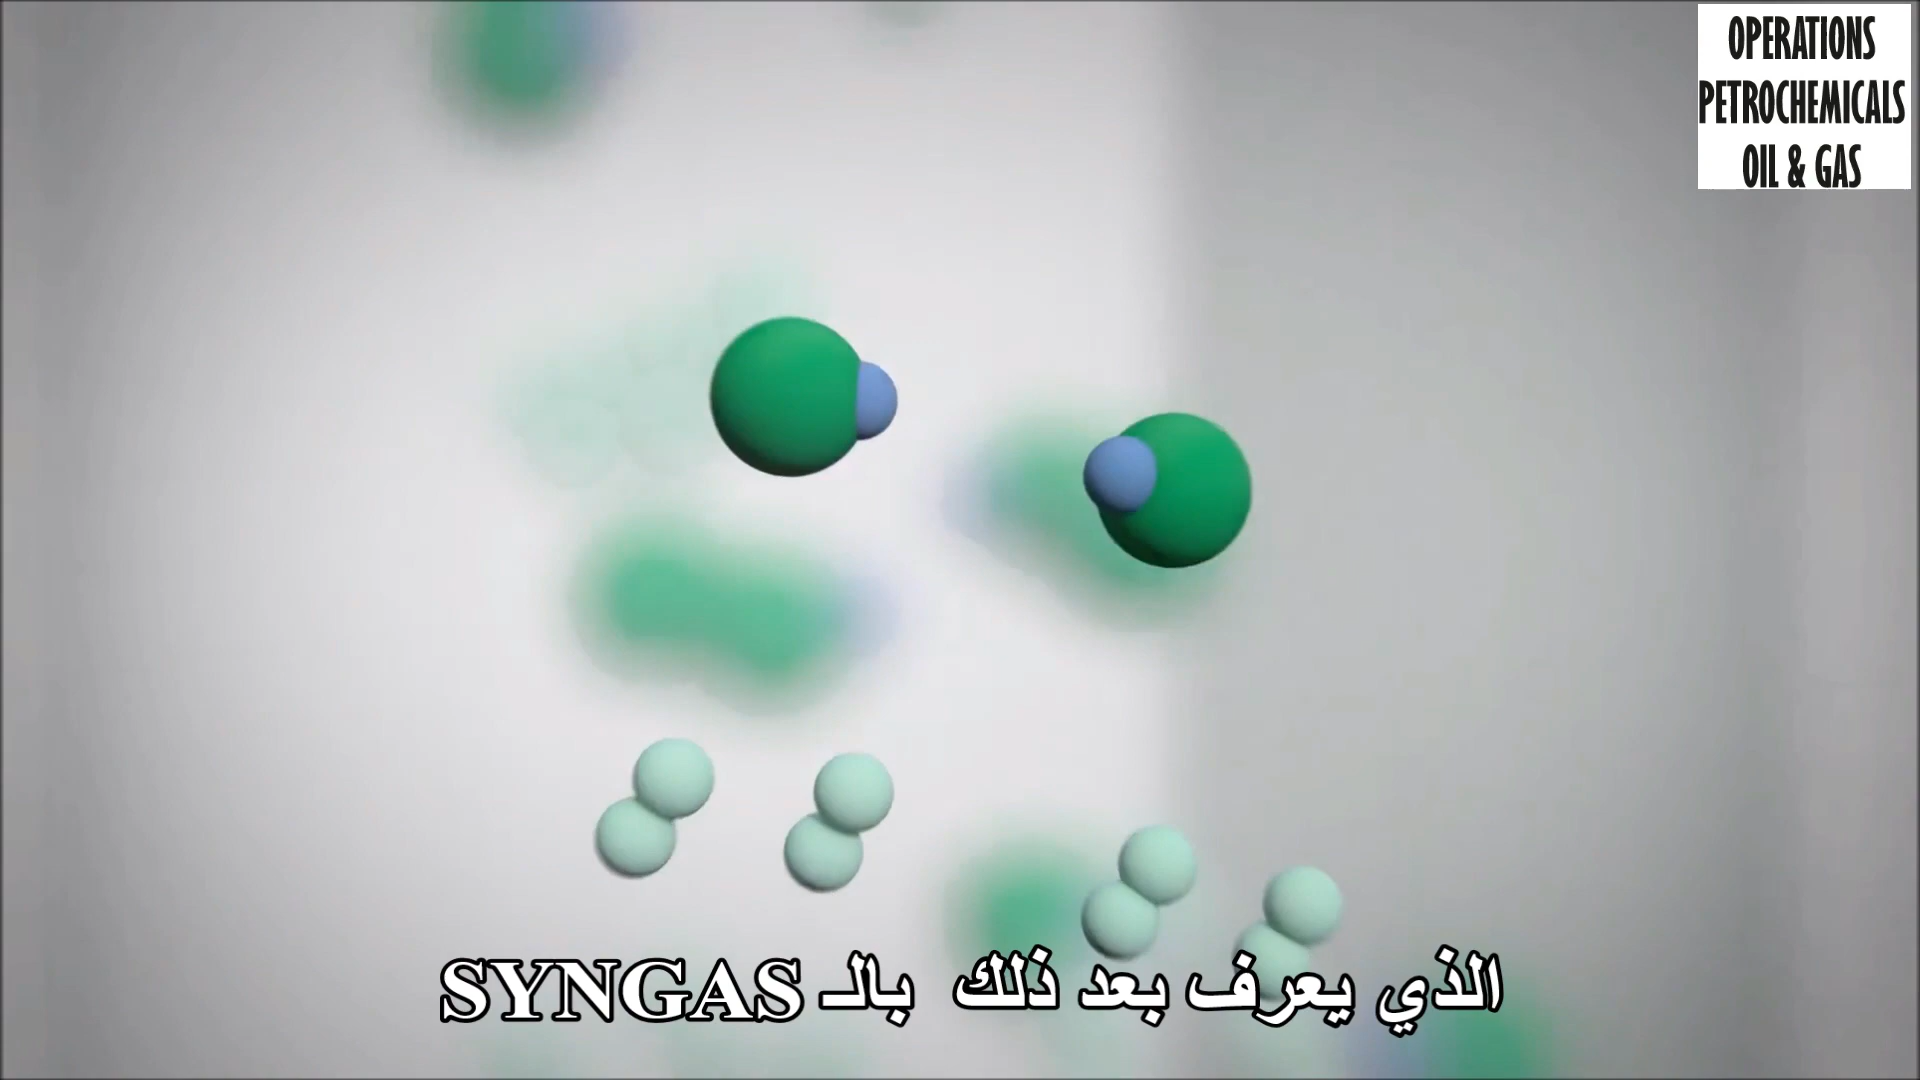 OPERATIONS
PETROCHEMICALS
OIL & GAS
الذي يعرف بعد ذلك بالـ SYNGAS